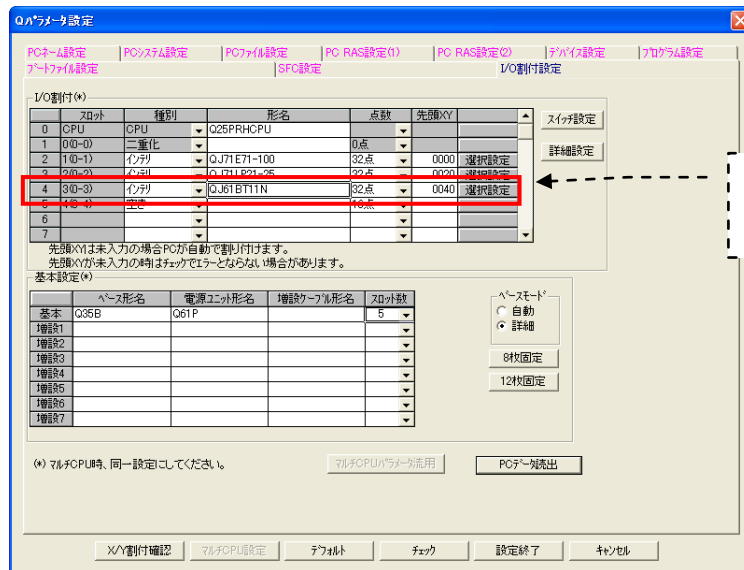 Qパラメータ設定
PCネーム設定 PCシステム設定 PCファイル設定 PC RAS設定(1) PC RAS設定(2) デバイス設定 プログラム設定
ブートファイル設定 SFC設定 I/O割付設定
I/O割付(*)
スロット 種別 形名 点数 先頭XY
0 CPU CPU Q25PRHCPU
1 0(0-0) 二重化 0点
2 1(0-1) インテリ QJ71E71-100 32点 0000 選択設定
3 2(0-2) インテリ QJ71LP21-25 32点 0020 選択設定
4 3(0-3) インテリ QJ61BT11N 32点 0040 選択設定
5 4(0-4) 空き 16点
6
7
スイッチ設定
詳細設定
先頭XYは未入力の場合PCが自動で割り付けます。
先頭XYが未入力の時はチェックでエラーとならない場合があります。
基本設定(*)
ベース形名 電源ユニット形名 増設ケーブル形名 スロット数
基本 Q35B Q61P 5
増設1
増設2
増設3
増設4
増設5
増設6
増設7
ベースモード
自動
詳細
8枚固定
12枚固定
(*) マルチCPU時、同一設定にしてください。 マルチCPUパラメータ流用 PCデータ読出
X/Y割付確認 マルチCPU設定 デフォルト チェック 設定終了 キャンセル